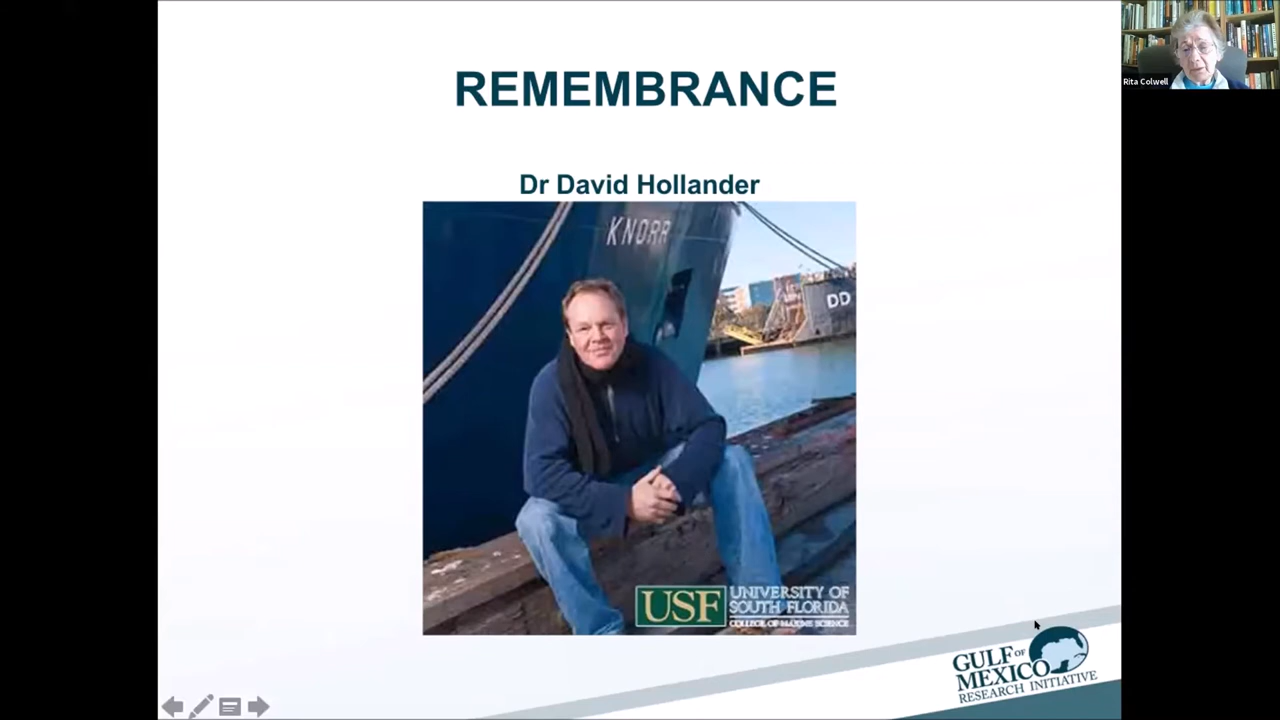 REMEMBRANCE
Rita Colwell
Dr David Hollander
KNORR
DD
USF
UNIVERSITY OF
SOUTH FLORIDA
COLLEGE OF MARINE SCIENCE
GULF OF
MEXICO
RESEARCH INITIATIVE